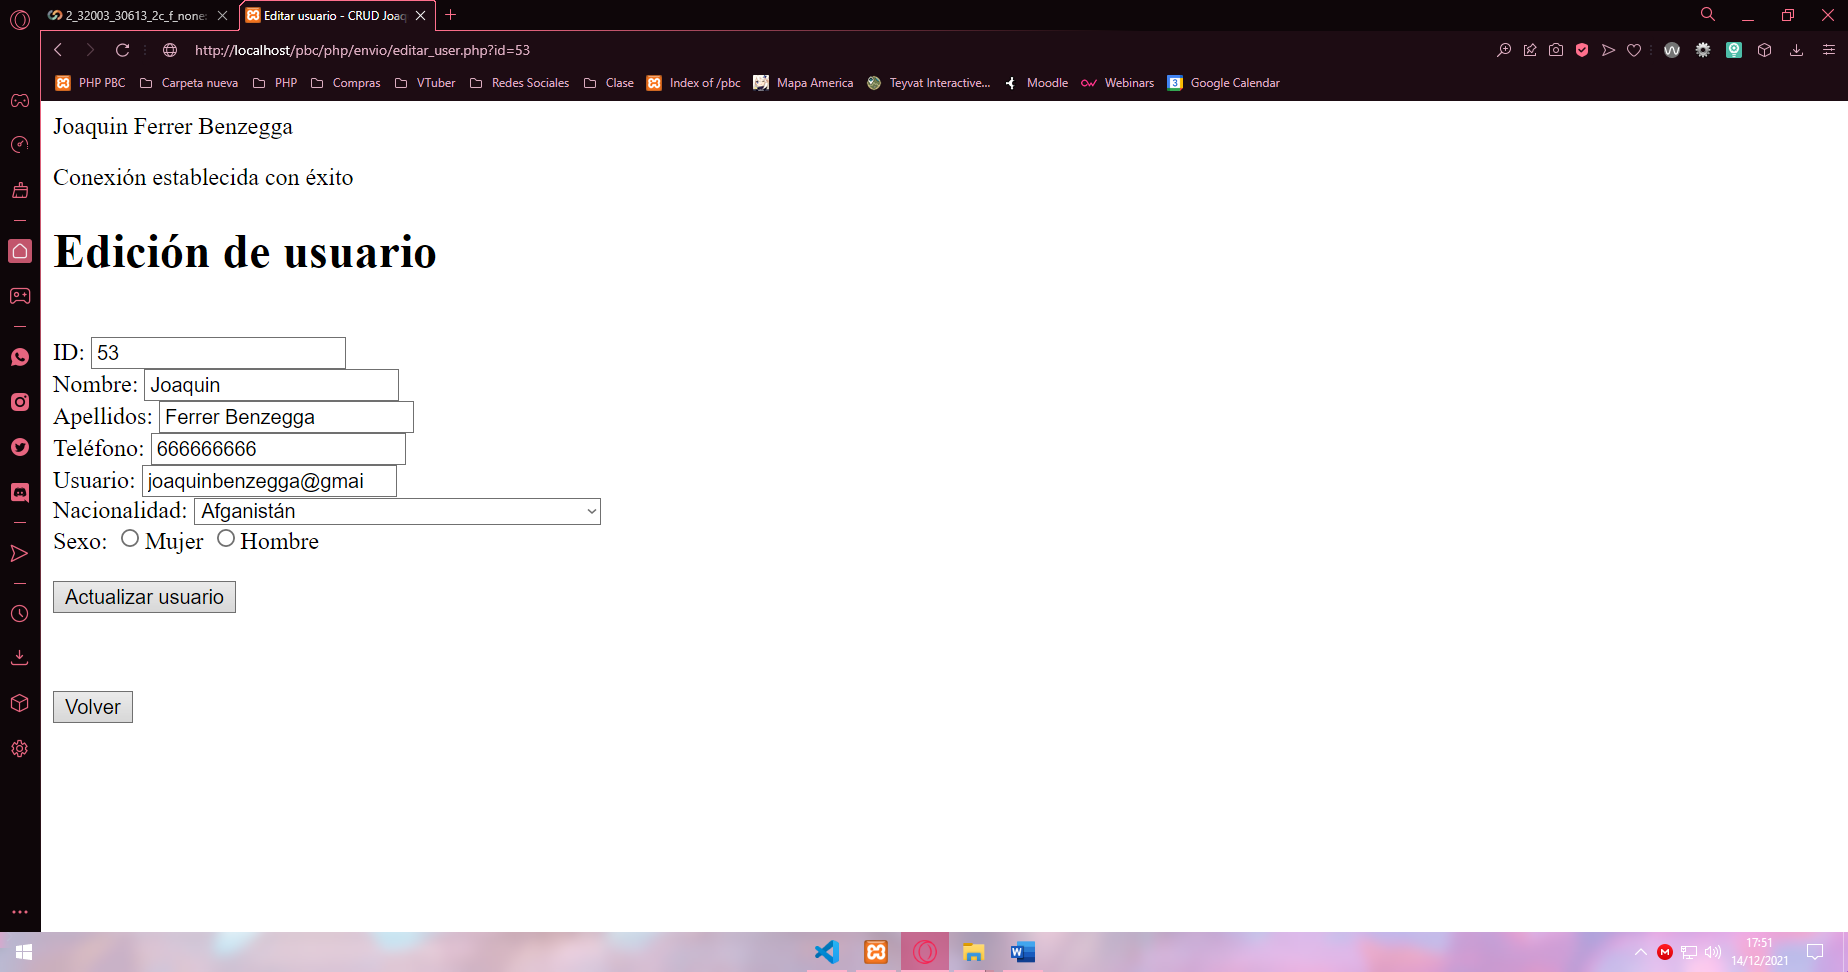 2_32003_30613_2c_f_none:
Editar usuario - CRUD Joaq
http://localhost/pbc/php/envio/editar_user.php?id=53
PHP PBC Carpeta nueva PHP Compras VTuber Redes Sociales Clase Index of /pbc Mapa America Teyvat Interactive... Moodle Webinars Google Calendar
Joaquin Ferrer Benzegga
Conexión establecida con éxito
Edición de usuario
ID: 53
Nombre: Joaquin
Apellidos: Ferrer Benzegga
Teléfono: 666666666
Usuario: joaquinbenzegga@gmai
Nacionalidad: Afganistán
Sexo: Mujer Hombre
Actualizar usuario
Volver
17:51
14/12/2021